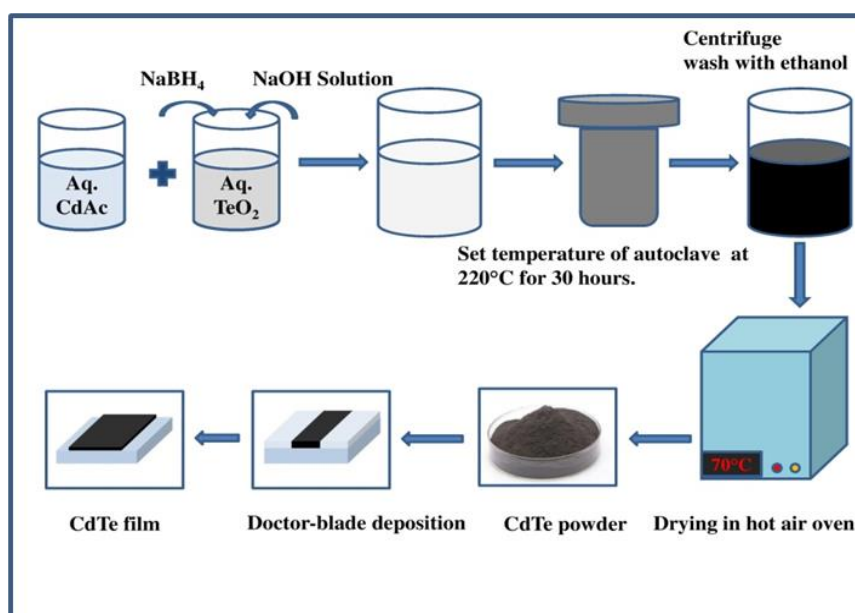 NaBH₄
NaOH Solution
Aq.
CdAc
Aq.
TeO₂
Centrifuge
wash with ethanol
Set temperature of autoclave at
220°C for 30 hours.
70°C
Drying in hot air oven
CdTe powder
Doctor-blade deposition
CdTe film